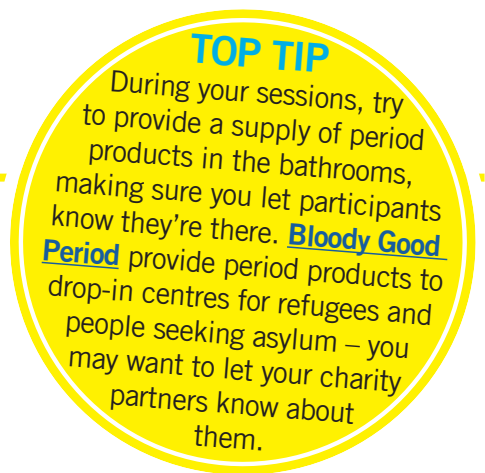 TOP TIP
During your sessions, try
to provide a supply of period
products in the bathrooms,
making sure you let participants
know they’re there. Bloody Good
Period provide period products to
drop-in centres for refugees and
people seeking asylum – you
may want to let your charity
partners know about
them.